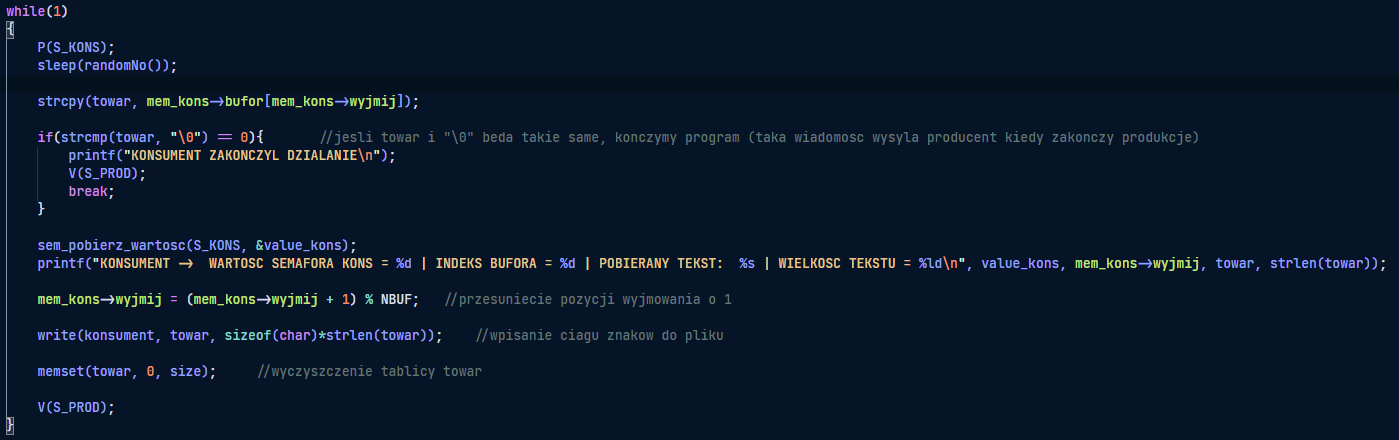 while(1)
{
P(S_KONS);
sleep(randomNo());
strcpy(towar, mem_kons->bufor[mem_kons->wyjmij]);
if(strcmp(towar, "\0") == 0){ //jesli towar i "\0" beda takie same, konczymy program (taka wiadomosc wysyla producent kiedy zakonczy produkcje)
printf("KONSUMENT ZAKONCZYL DZIALANIE\n");
V(S_PROD);
break;
}
sem_pobierz_wartosc(S_KONS, &value_kons);
printf("KONSUMENT -> WARTOSC SEMAFORA KONS = %d | INDEKS BUFORA = %d | POBIERANY TEKST: %s | WIELKOSC TEKSTU = %ld\n", value_kons, mem_kons->wyjmij, towar, strlen(towar));
mem_kons->wyjmij = (mem_kons->wyjmij + 1) % NBUF; //przesuniecie pozycji wyjmowania o 1
write(konsument, towar, sizeof(char)*strlen(towar)); //wpisanie ciagu znakow do pliku
memset(towar, 0, size); //wyczyszczenie tablicy towar
V(S_PROD);
}